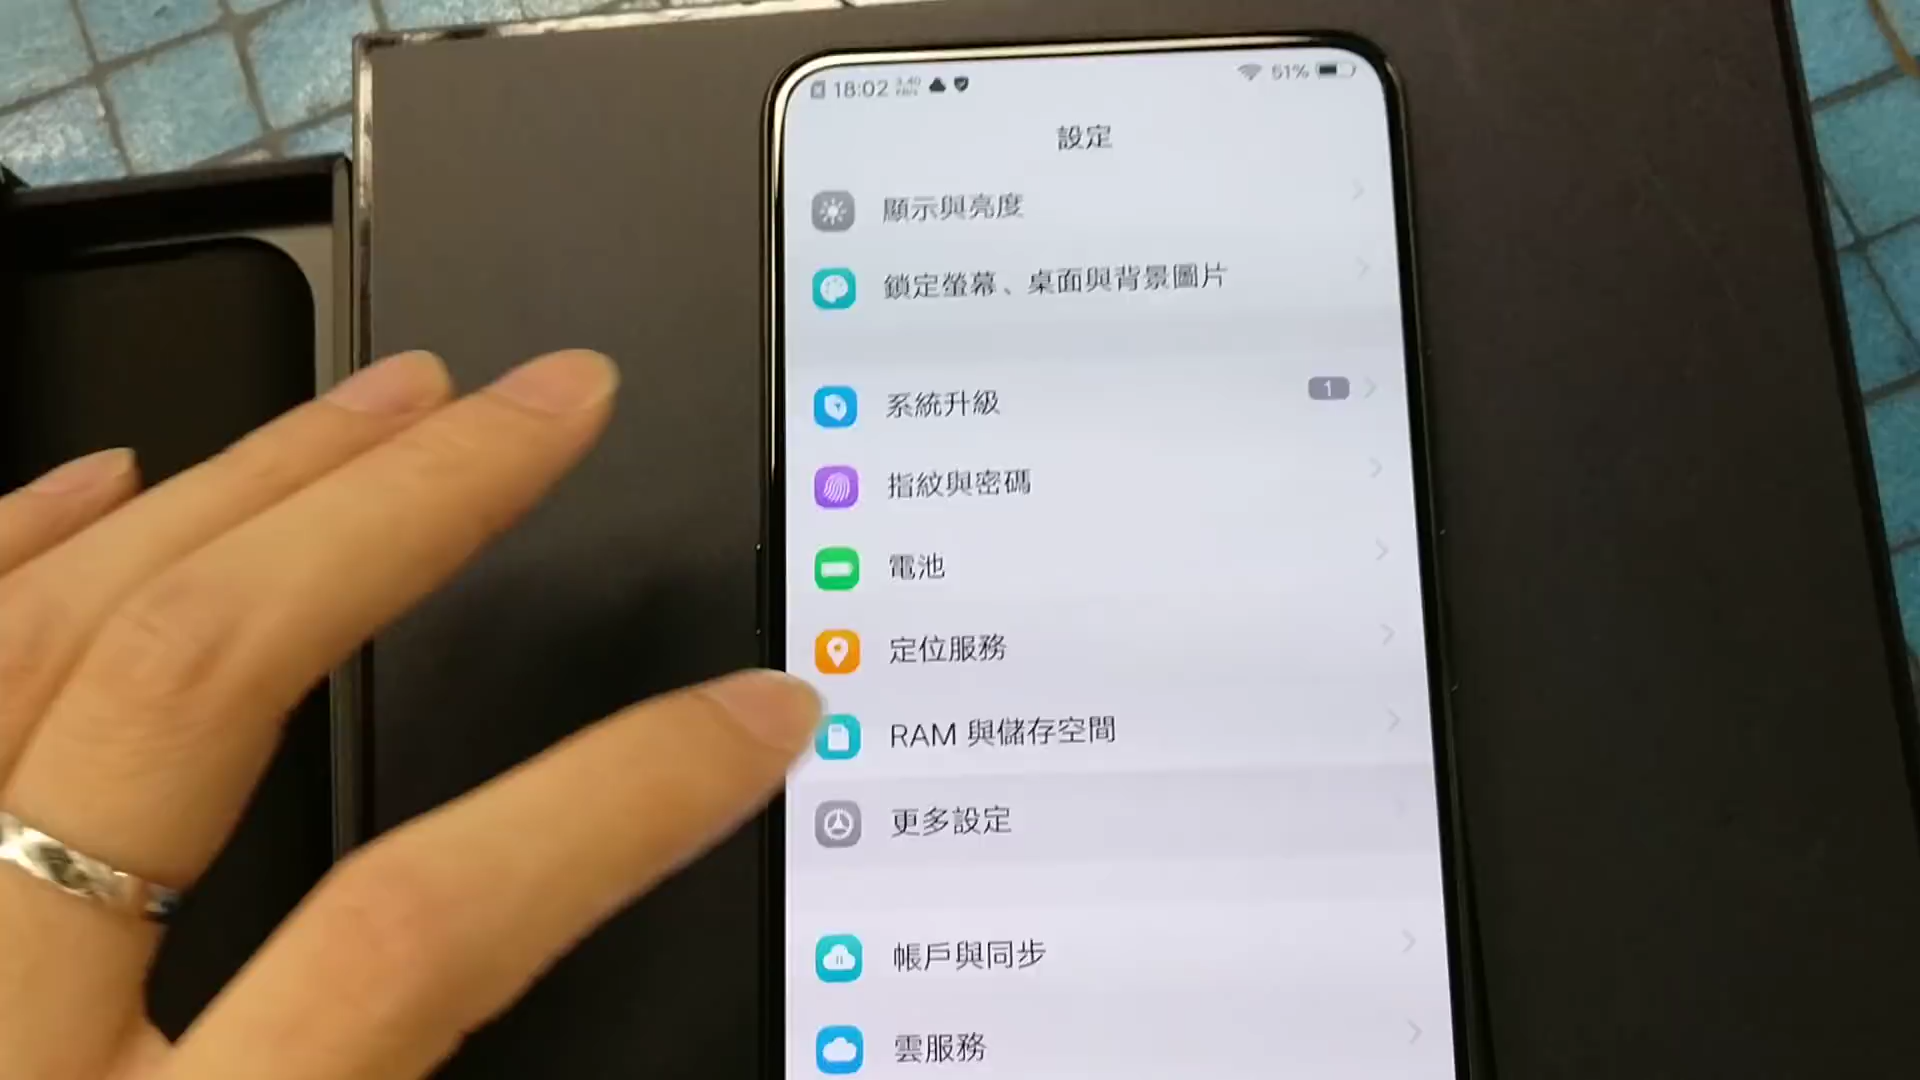 18:02
51%
設定
顯示與亮度
鎖定螢幕、桌面與背景圖片
系統升級
1
指紋與密碼
電池
定位服務
RAM 與儲存空間
更多設定
帳戶與同步
雲服務